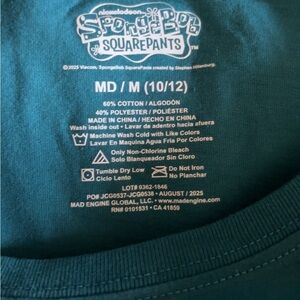 nickelodeon
SpongeBob
SQUAREPANTS™
©2025 Viacom, SpongeBob SquarePants created by Stephen Hillenburg.
MD / M (10/12)
60% COTTON / ALGODÓN
40% POLYESTER / POLIÉSTER
MADE IN CHINA / HECHO EN CHINA
Wash inside out • Lavar de adentro hacia afuera
Machine Wash Cold with Like Colors
Lavar En Maquina Agua Fria Por Colores
Only Non-Chlorine Bleach
Solo Blanqueador Sin Cloro
Tumble Dry Low
Ciclo Lento
Do Not Iron
No Planchar
LOT# 9362-1846
PO# JCG0537-JCG0538 • AUGUST / 2025
MAD ENGINE GLOBAL, LLC. • www.madengine.com
RN# 0101531 • CA 41859